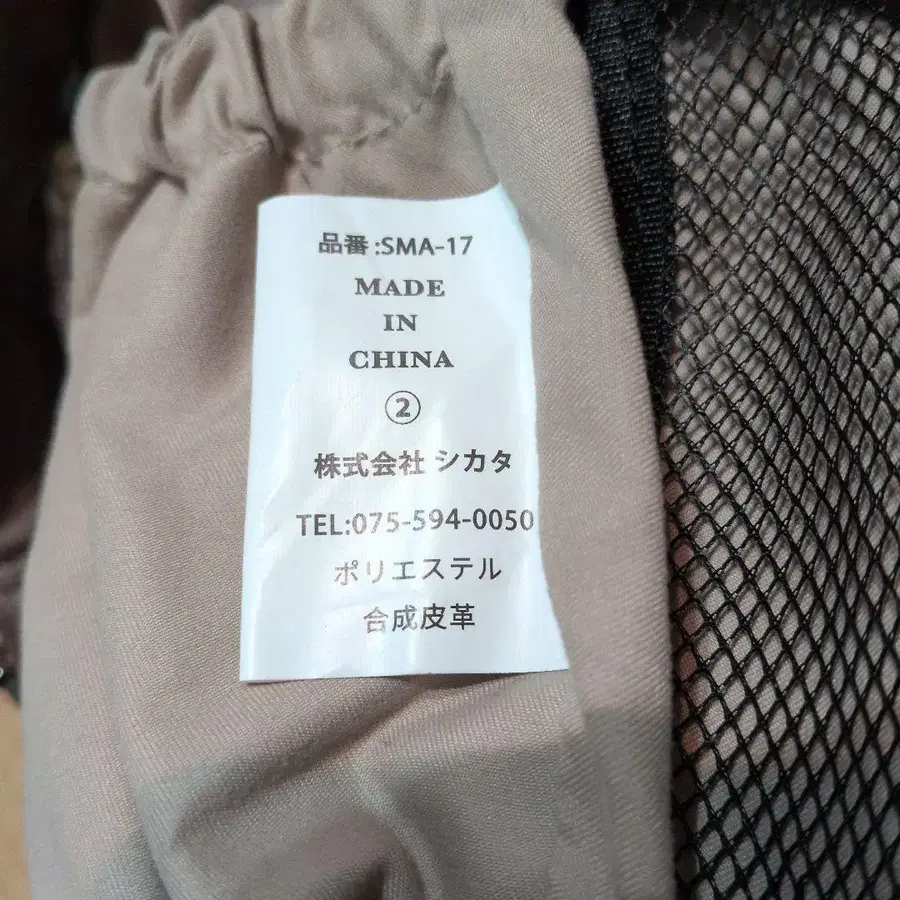 品番:SMA-17
MADE
IN
CHINA
②
株式会社 シカタ
TEL:075-594-0050
ポリエステル
合成皮革